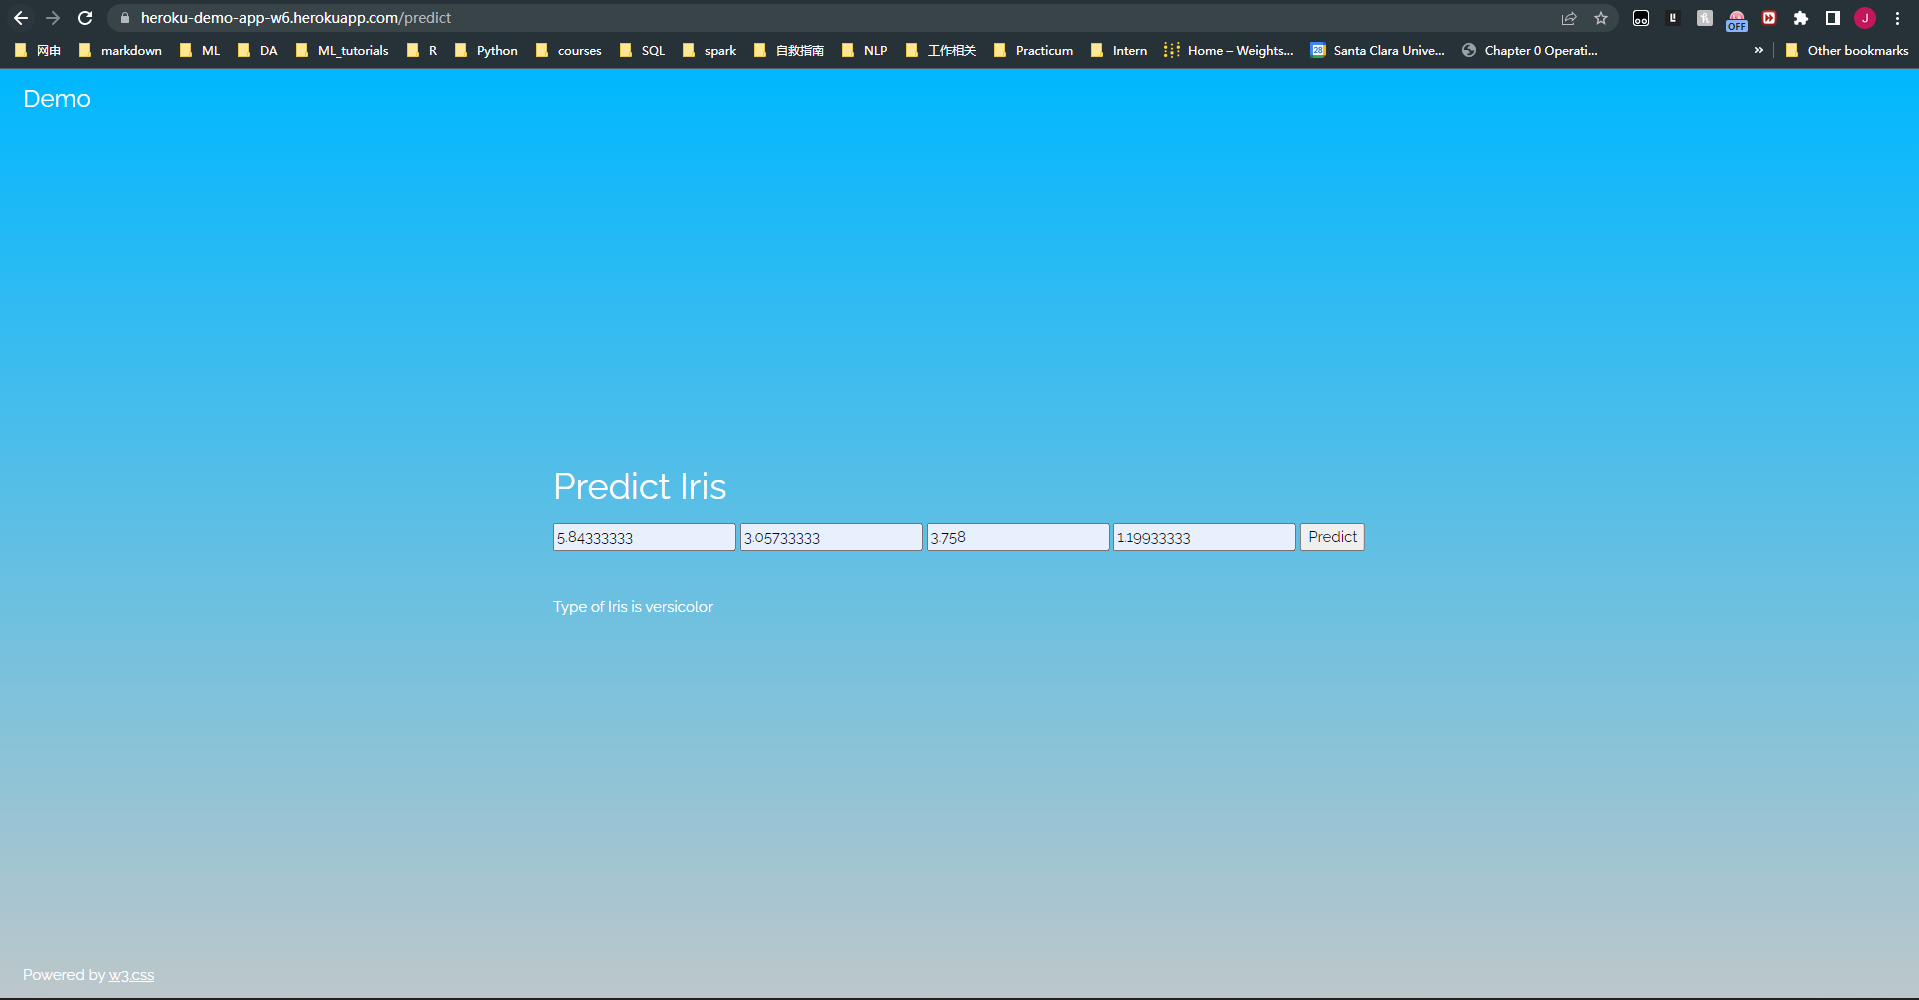 heroku-demo-app-w6.herokuapp.com/predict
OFF
J
网申 markdown ML DA ML_tutorials R Python courses SQL spark 自救指南 NLP 工作相关 Practicum Intern Home – Weights... 28 Santa Clara Unive... Chapter 0 Operati... » Other bookmarks
Demo
Predict Iris
5.84333333 3.05733333 3.758 1.19933333 Predict
Type of Iris is versicolor
Powered by w3.css